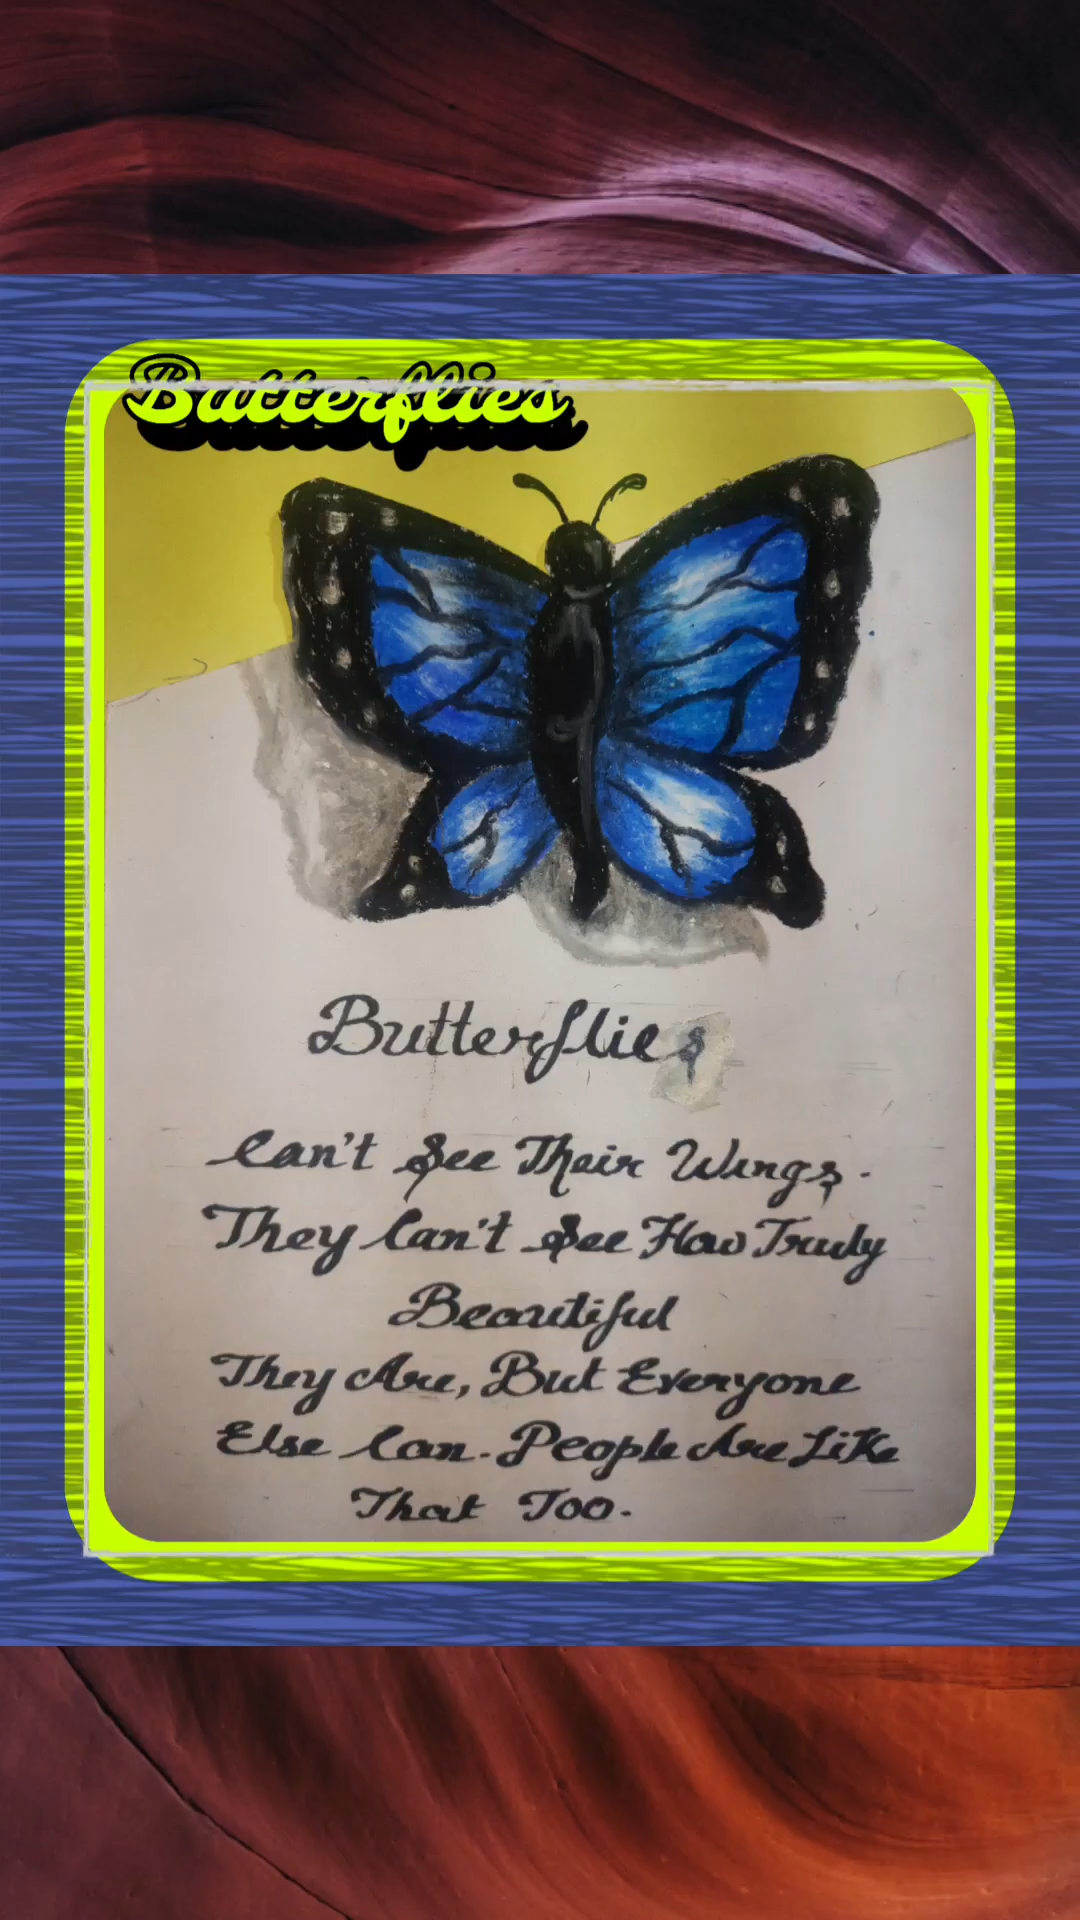 Butterflies
Butterflies
Can't See Their Wings.
They Can't See How Truly
Beautiful
They Are, But Everyone
Else Can. People Are Like
That Too.